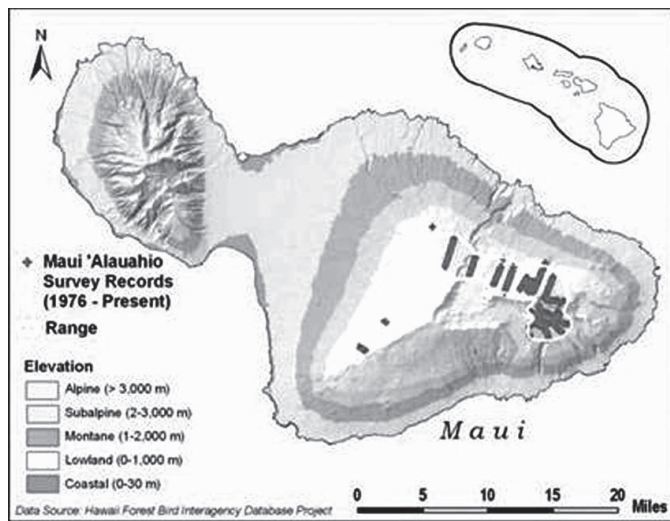 N
Maui 'Alauahio
Survey Records
(1976 - Present)
Range
Elevation
Alpine (> 3,000 m)
Subalpine (2-3,000 m)
Montane (1-2,000 m)
Lowland (0-1,000 m)
Coastal (0-30 m)
Maui
0 5 10 15 20
Miles
Data Source: Hawaii Forest Bird Interagency Database Project